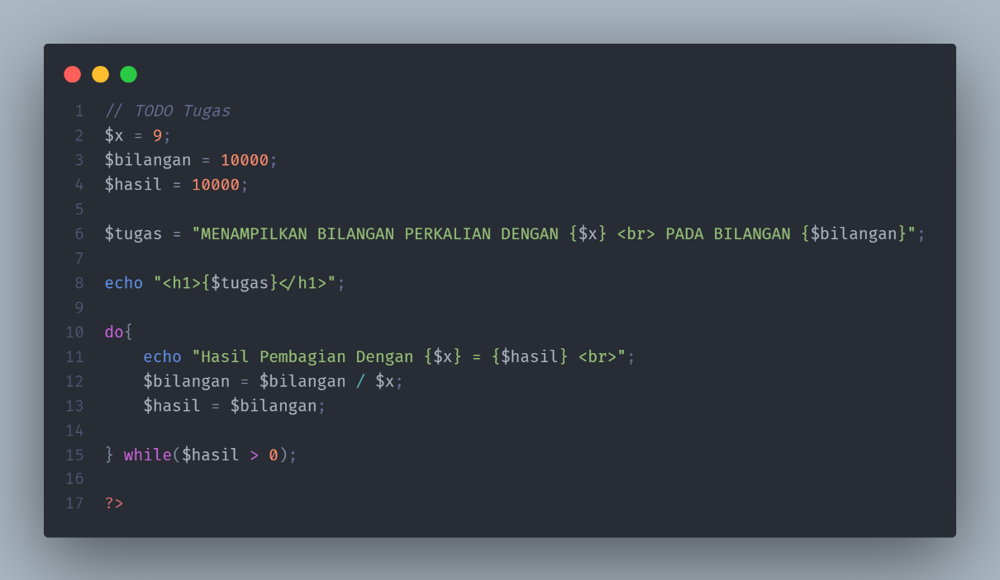 1 // TODO Tugas
2 $x = 9;
3 $bilangan = 10000;
4 $hasil = 10000;
5
6 $tugas = "MENAMPILKAN BILANGAN PERKALIAN DENGAN {$x} <br> PADA BILANGAN {$bilangan}";
7
8 echo "<h1>{$tugas}</h1>";
9
10 do{
11     echo "Hasil Pembagian Dengan {$x} = {$hasil} <br>";
12     $bilangan = $bilangan / $x;
13     $hasil = $bilangan;
14
15 } while($hasil > 0);
16
17 ?>